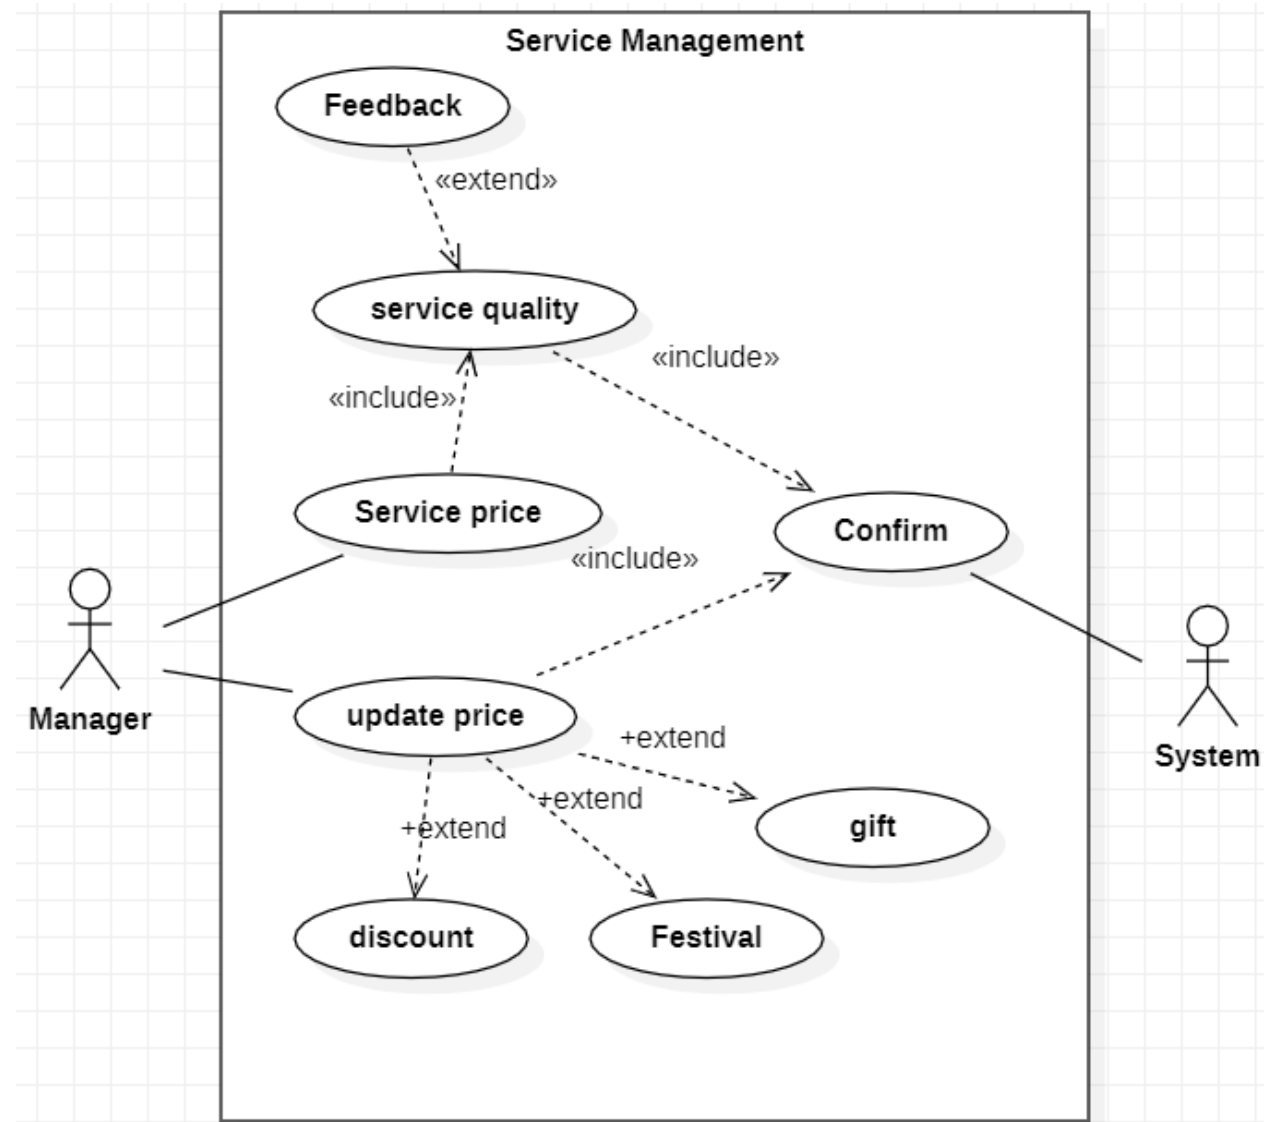 Service Management
Feedback
«extend»
service quality
«include»
«include»
Service price
Confirm
«include»
Manager
System
update price
+extend
+extend
+extend
gift
discount
Festival